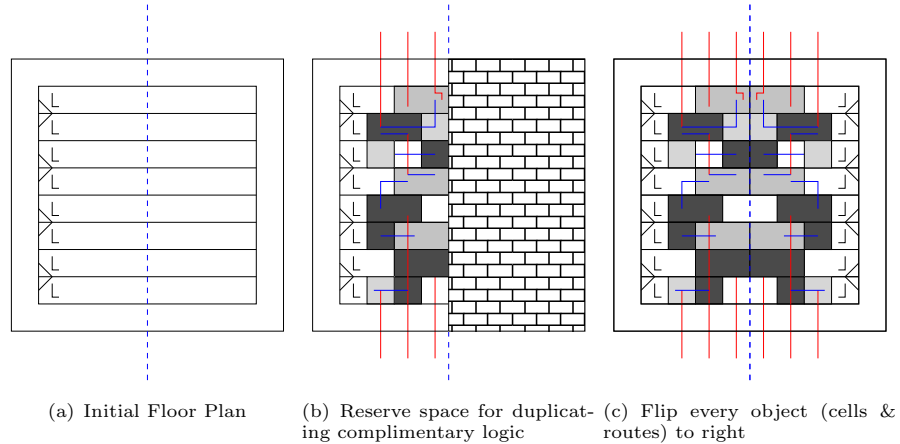 (a) Initial Floor Plan
(b) Reserve space for duplicat-
ing complimentary logic
(c) Flip every object (cells &
routes) to right